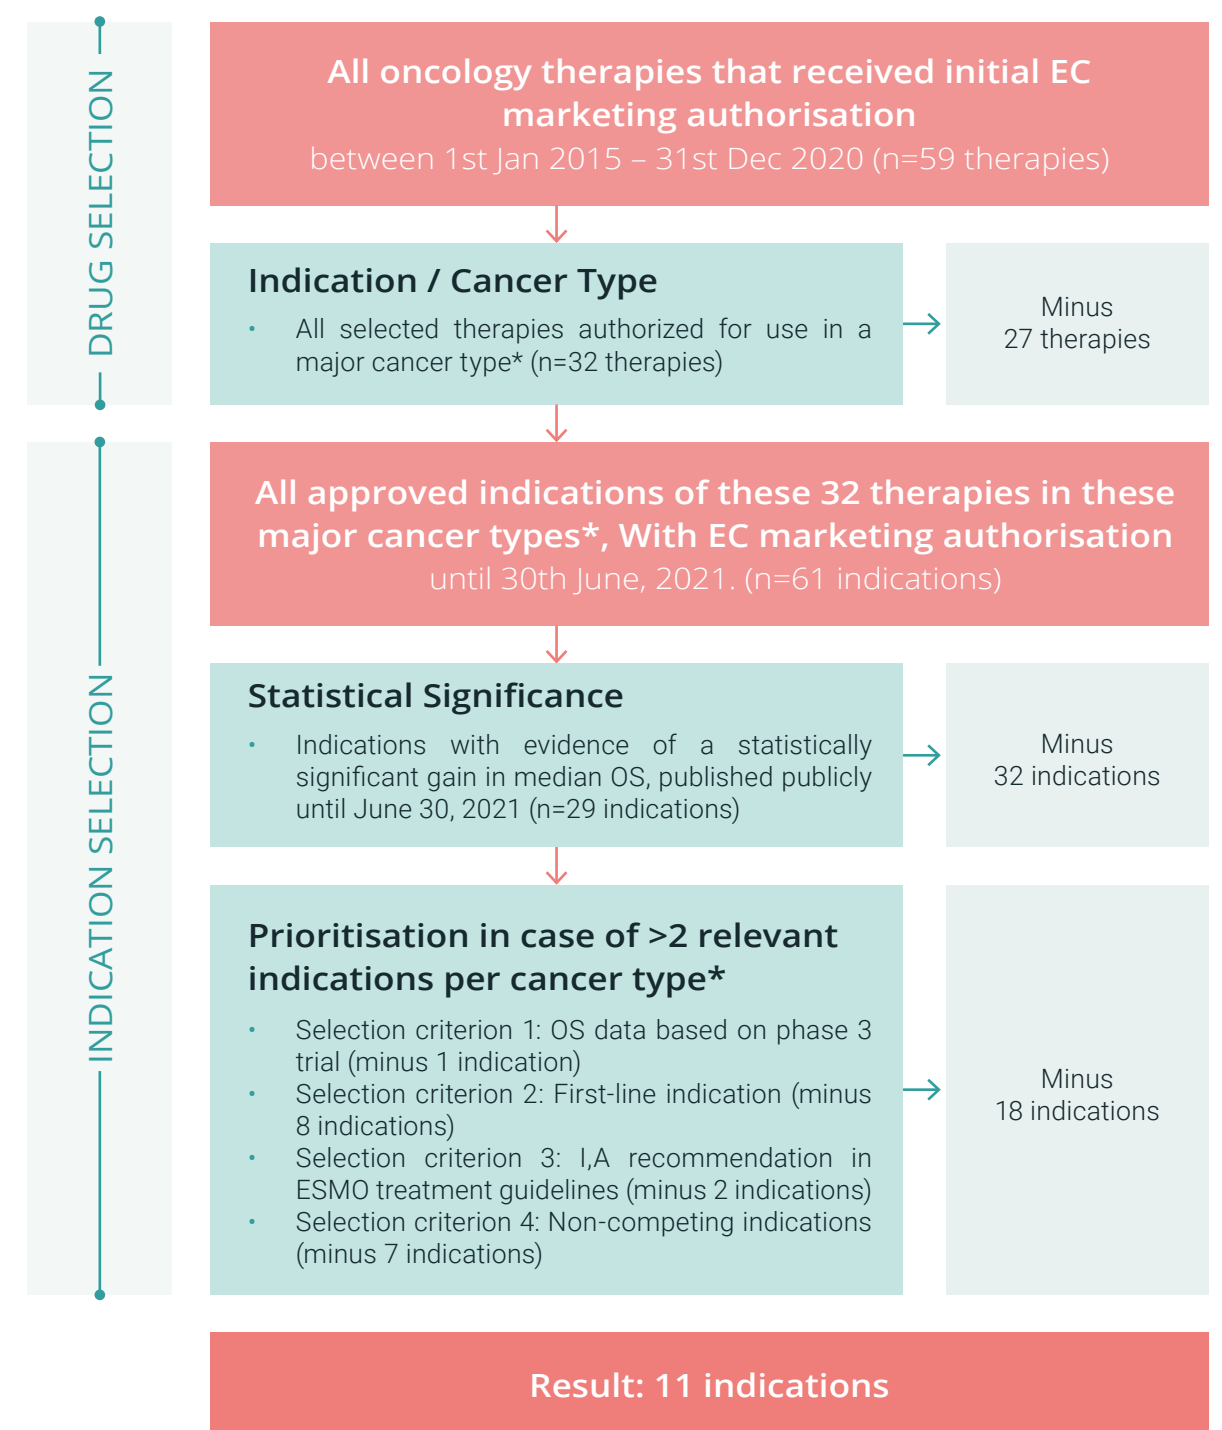 DRUG SELECTION
All oncology therapies that received initial EC
marketing authorisation
between 1st Jan 2015 – 31st Dec 2020 (n=59 therapies)
Indication / Cancer Type
• All selected therapies authorized for use in a
major cancer type* (n=32 therapies)
Minus
27 therapies
INDICATION SELECTION
All approved indications of these 32 therapies in these
major cancer types*, With EC marketing authorisation
until 30th June, 2021. (n=61 indications)
Statistical Significance
• Indications with evidence of a statistically
significant gain in median OS, published publicly
until June 30, 2021 (n=29 indications)
Minus
32 indications
Prioritisation in case of >2 relevant
indications per cancer type*
• Selection criterion 1: OS data based on phase 3
trial (minus 1 indication)
• Selection criterion 2: First-line indication (minus
8 indications)
• Selection criterion 3: I,A recommendation in
ESMO treatment guidelines (minus 2 indications)
• Selection criterion 4: Non-competing indications
(minus 7 indications)
Minus
18 indications
Result: 11 indications